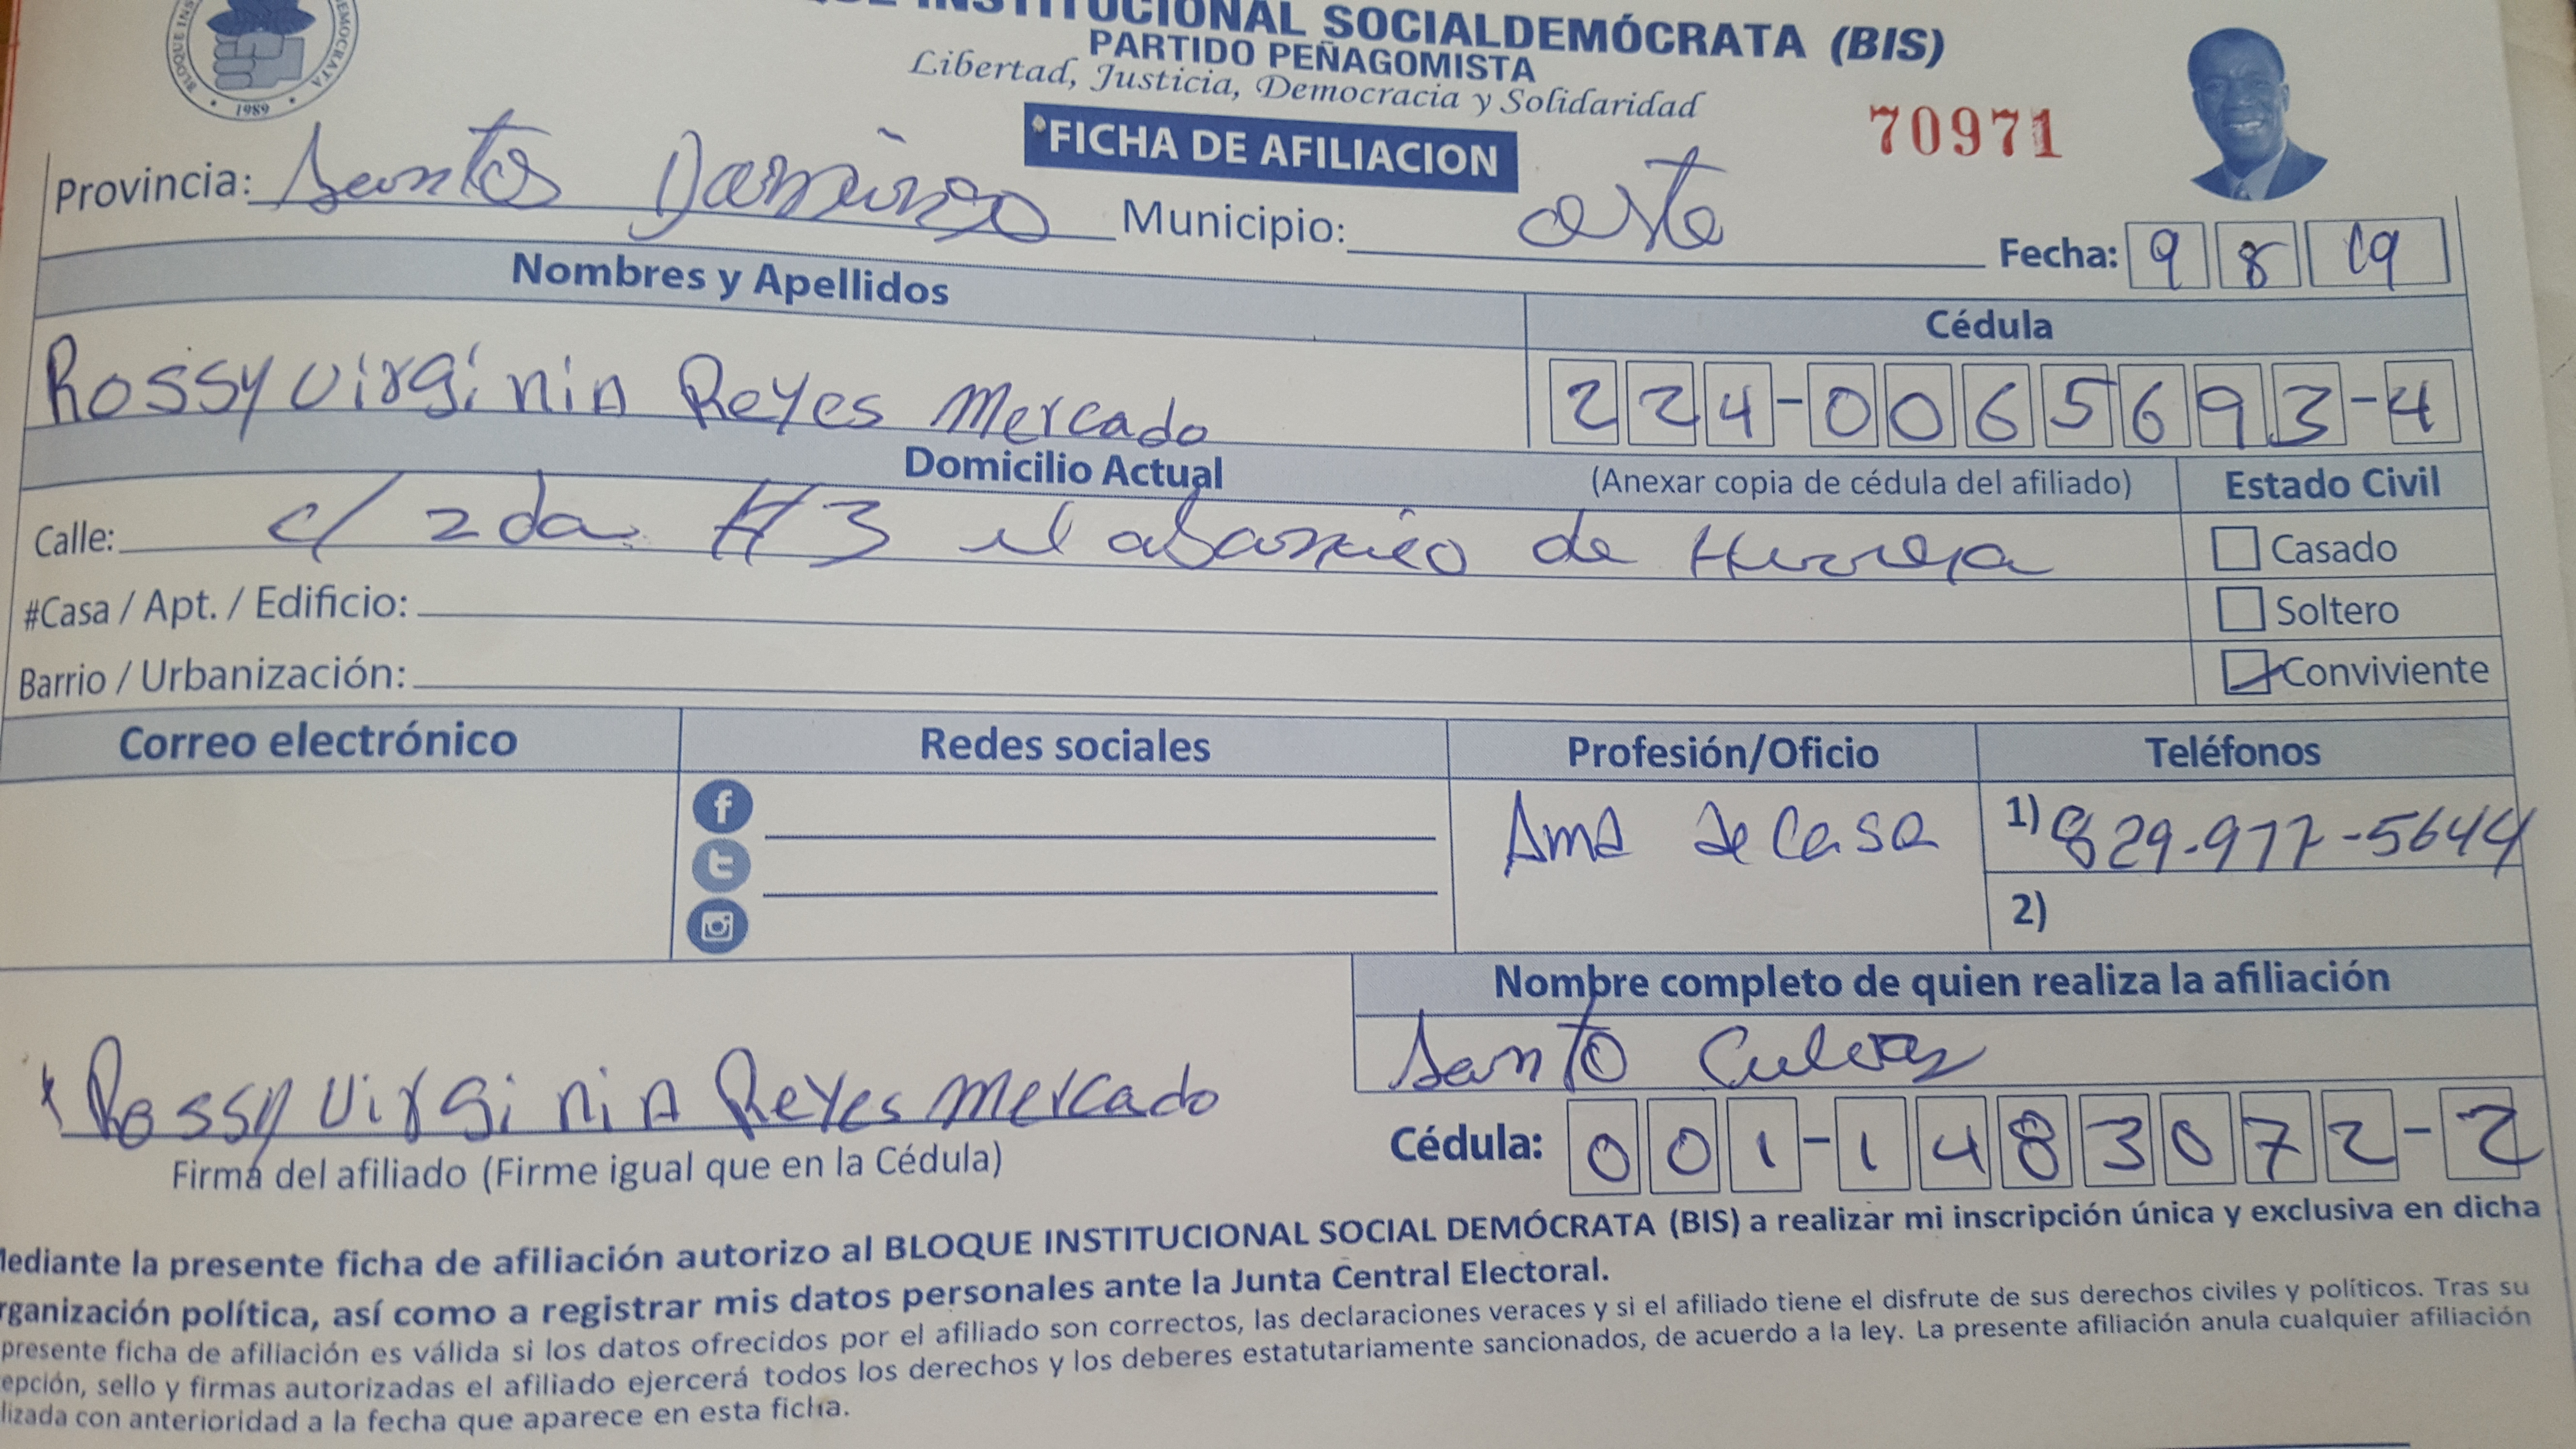 INSTITUCIONAL SOCIALDEMÓCRATA (BIS)
PARTIDO PEÑAGOMISTA
Libertad, Justicia, Democracia y Solidaridad
1989
FICHA DE AFILIACION
70971
Provincia: Santo Domingo Municipio: oste
Fecha: 9 8 19
Nombres y Apellidos
Cédula
Rossy virginia Reyes Mercado
224-0065693-4
Domicilio Actual
(Anexar copia de cédula del afiliado)
Estado Civil
Calle: c/ 2da #3 el abanico de Herrera
Casado
#Casa / Apt. / Edificio:
Soltero
Barrio / Urbanización:
Conviviente
Correo electrónico
Redes sociales
Profesión/Oficio
Teléfonos
Ama de casa
1) 829-977-5644
2)
Nombre completo de quien realiza la afiliación
Santo
Rossy virginia Reyes mercado
Cédula: 001-1483072-2
Firma del afiliado (Firme igual que en la Cédula)
Mediante la presente ficha de afiliación autorizo al BLOQUE INSTITUCIONAL SOCIAL DEMÓCRATA (BIS) a realizar mi inscripción única y exclusiva en dicha
rganización política, así como a registrar mis datos personales ante la Junta Central Electoral.
presente ficha de afiliación es válida si los datos ofrecidos por el afiliado son correctos, las declaraciones veraces y si el afiliado tiene el disfrute de sus derechos civiles y políticos. Tras su
epción, sello y firmas autorizadas el afiliado ejercerá todos los derechos y los deberes estatutariamente sancionados, de acuerdo a la ley. La presente afiliación anula cualquier afiliación
lizada con anterioridad a la fecha que aparece en esta ficha.